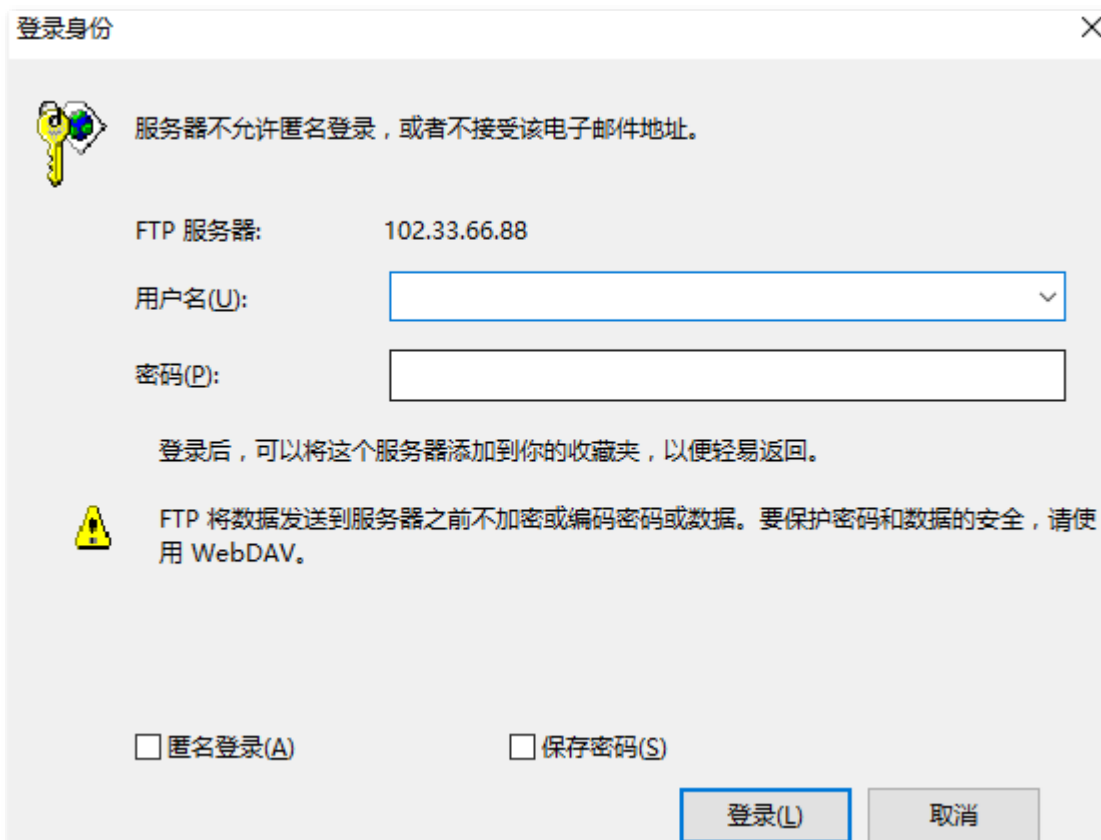 登录身份
服务器不允许匿名登录，或者不接受该电子邮件地址。
FTP 服务器: 102.33.66.88
用户名(U):
密码(P):
登录后，可以将这个服务器添加到你的收藏夹，以便轻易返回。
FTP 将数据发送到服务器之前不加密或编码密码或数据。要保护密码和数据的安全，请使
用 WebDAV。
匿名登录(A) 保存密码(S)
登录(L) 取消